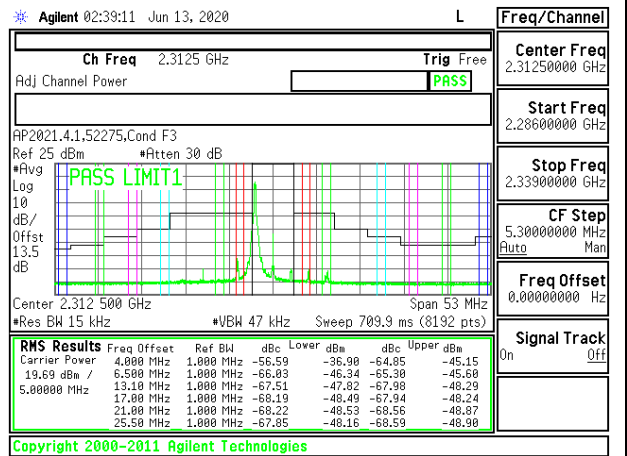 Agilent 02:39:11 Jun 13, 2020 L
Freq/Channel
Ch Freq 2.3125 GHz Trig Free
Adj Channel Power PASS
Center Freq
2.31250000 GHz
Start Freq
2.28600000 GHz
AP2021.4.1,52275,Cond F3
Ref 25 dBm #Atten 30 dB
#Avg
Log
10
dB/
Offst
13.5
dB
PASS LIMIT1
Stop Freq
2.33900000 GHz
CF Step
5.30000000 MHz
Auto Man
Freq Offset
0.00000000 Hz
Center 2.312 500 GHz Span 53 MHz
#Res BW 15 kHz #VBW 47 kHz Sweep 709.9 ms (8192 pts)
Signal Track
On Off
RMS Results Freq Offset Ref BW dBc Lower dBm dBc Upper dBm
Carrier Power 4.000 MHz 1.000 MHz -56.59 -36.90 -64.85 -45.15
19.69 dBm / 6.500 MHz 1.000 MHz -66.03 -46.34 -65.30 -45.60
5.00000 MHz 13.10 MHz 1.000 MHz -67.51 -47.82 -67.98 -48.29
17.00 MHz 1.000 MHz -68.19 -48.49 -67.94 -48.24
21.00 MHz 1.000 MHz -68.22 -48.53 -68.56 -48.87
25.50 MHz 1.000 MHz -67.85 -48.16 -68.59 -48.90
Copyright 2000-2011 Agilent Technologies